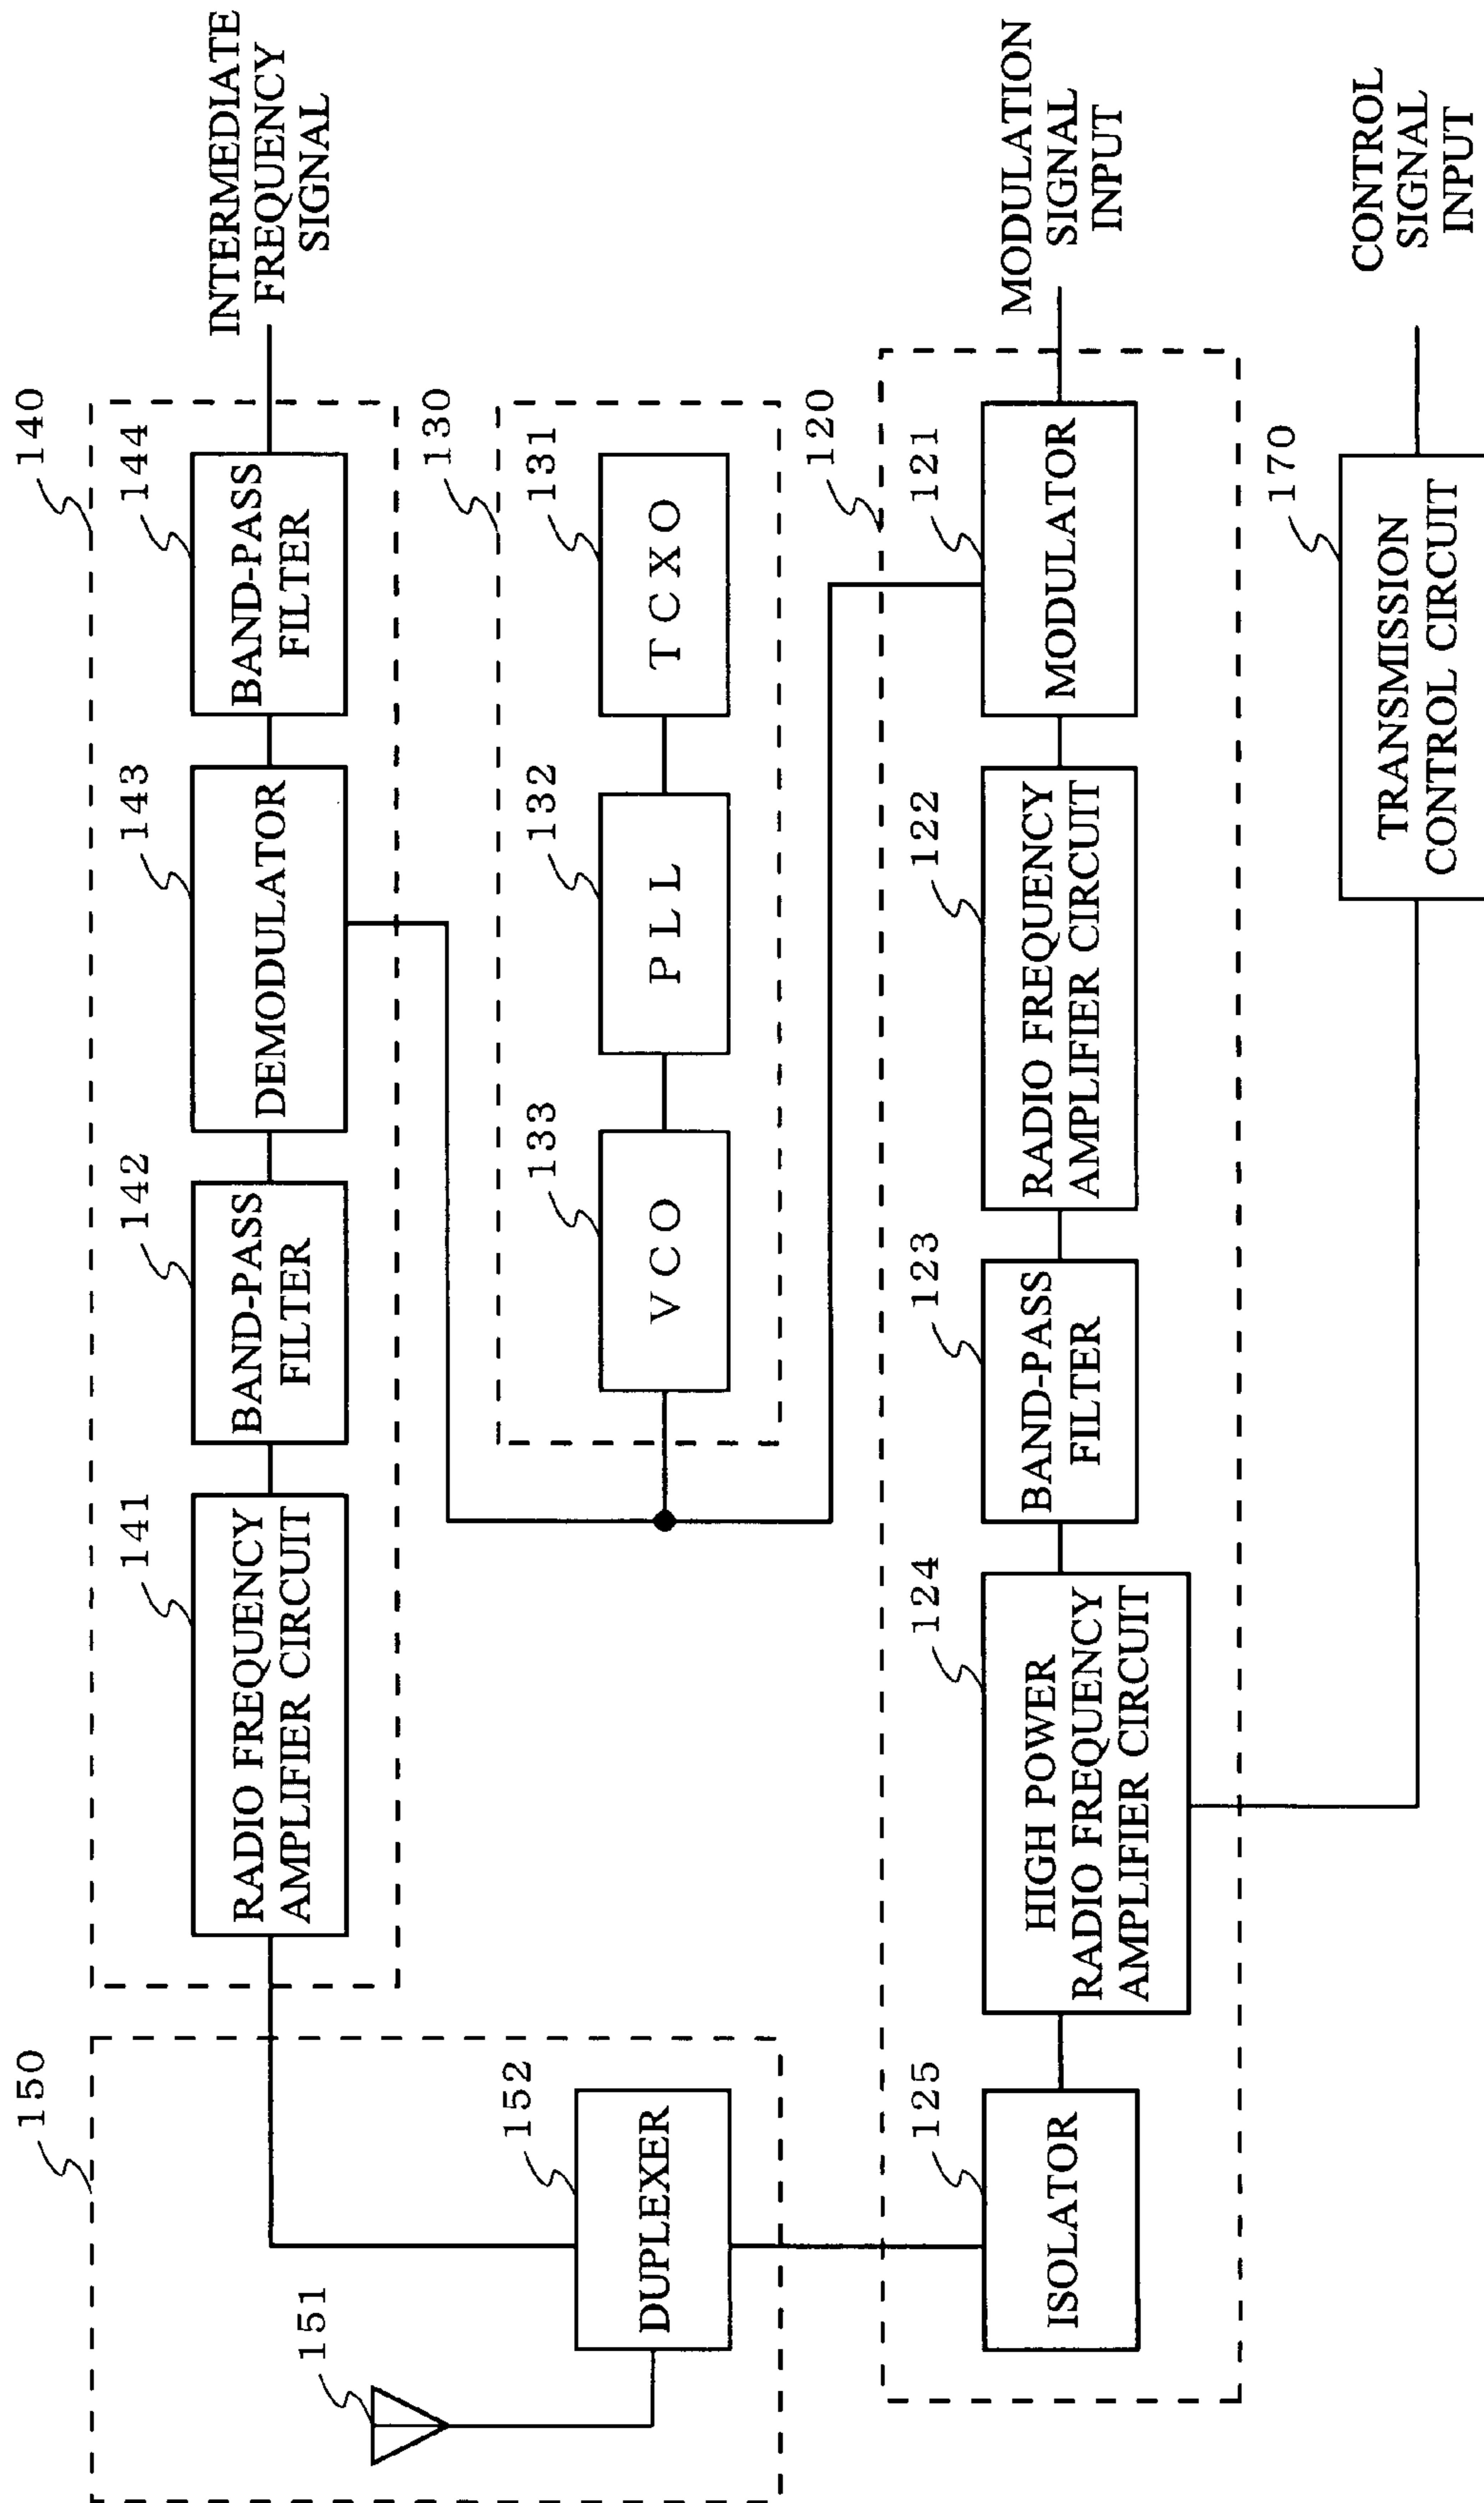 140
144
BAND-PASS
FILTER
143
DEMODULATOR
142
BAND-PASS
FILTER
141
RADIO FREQUENCY
AMPLIFIER CIRCUIT
INTERMEDIATE
FREQUENCY
SIGNAL
130
131
TCXO
132
PLL
133
VCO
150
151
152
DUPLEXER
120
121
MODULATOR
122
RADIO FREQUENCY
AMPLIFIER CIRCUIT
123
BAND-PASS
FILTER
124
HIGH POWER
RADIO FREQUENCY
AMPLIFIER CIRCUIT
125
ISOLATOR
MODULATION
SIGNAL
INPUT
170
TRANSMISSION
CONTROL CIRCUIT
CONTROL
SIGNAL
INPUT